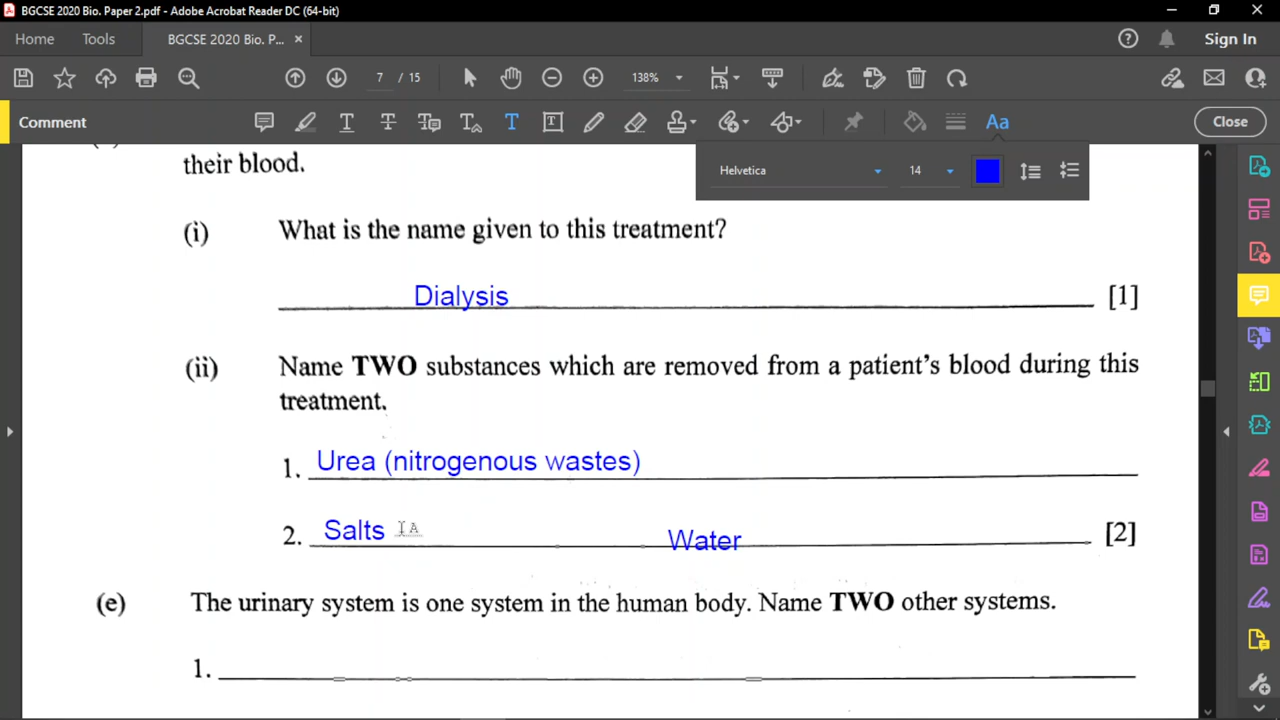 BGCSE 2020 Bio. Paper 2.pdf - Adobe Acrobat Reader DC (64-bit)
Home Tools BGCSE 2020 Bio. P... × Sign In
7 / 15 138%
Comment Close
Helvetica 14
their blood.
(i) What is the name given to this treatment?
Dialysis [1]
(ii) Name TWO substances which are removed from a patient's blood during this
treatment.
1. Urea (nitrogenous wastes)
2. Salts Water [2]
(e) The urinary system is one system in the human body. Name TWO other systems.
1.